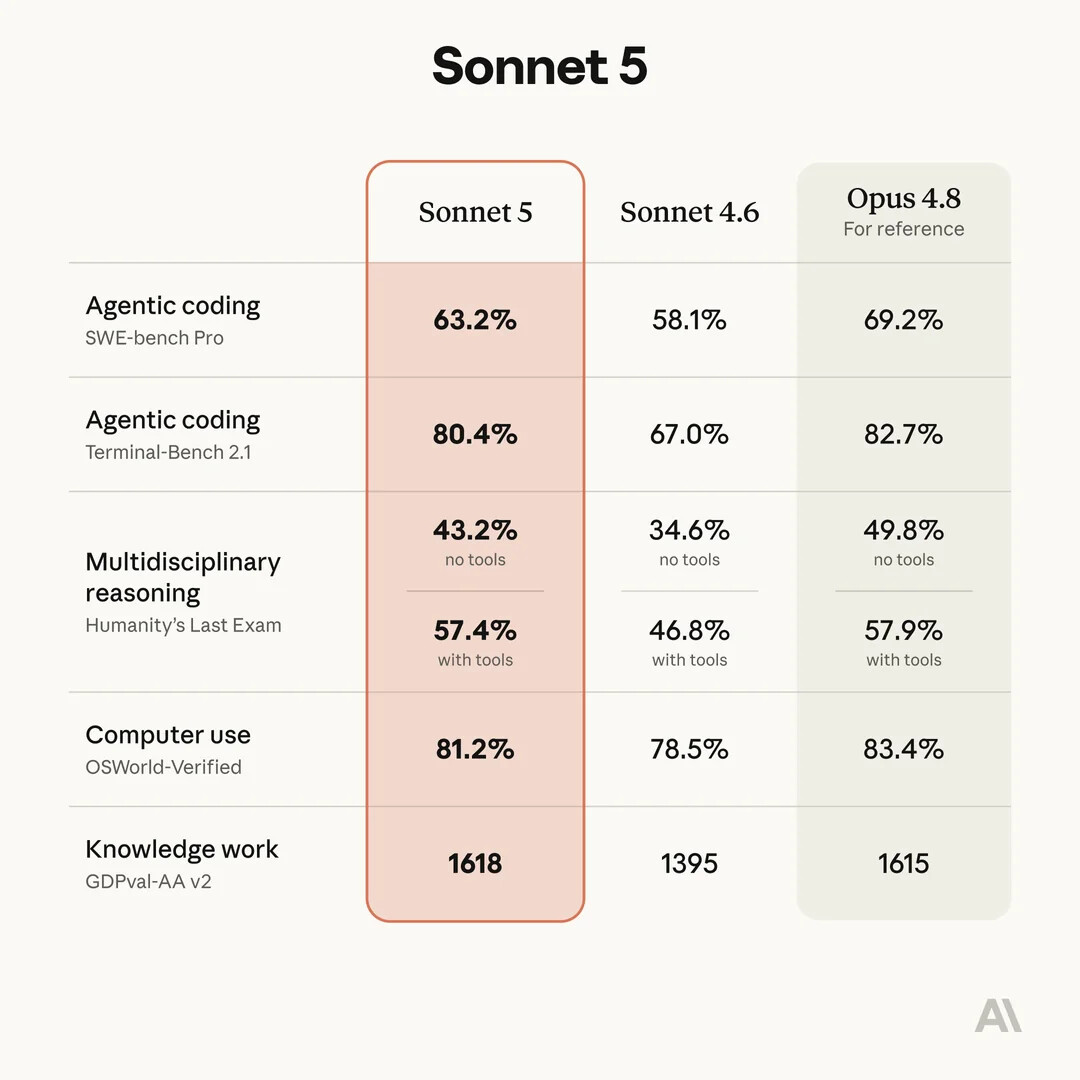 Sonnet 5
Sonnet 5
Sonnet 4.6
Opus 4.8
For reference
Agentic coding
SWE-bench Pro
63.2%
58.1%
69.2%
Agentic coding
Terminal-Bench 2.1
80.4%
67.0%
82.7%
Multidisciplinary
reasoning
Humanity’s Last Exam
43.2%
no tools
34.6%
no tools
49.8%
no tools
57.4%
with tools
46.8%
with tools
57.9%
with tools
Computer use
OSWorld-Verified
81.2%
78.5%
83.4%
Knowledge work
GDPval-AA v2
1618
1395
1615
A\